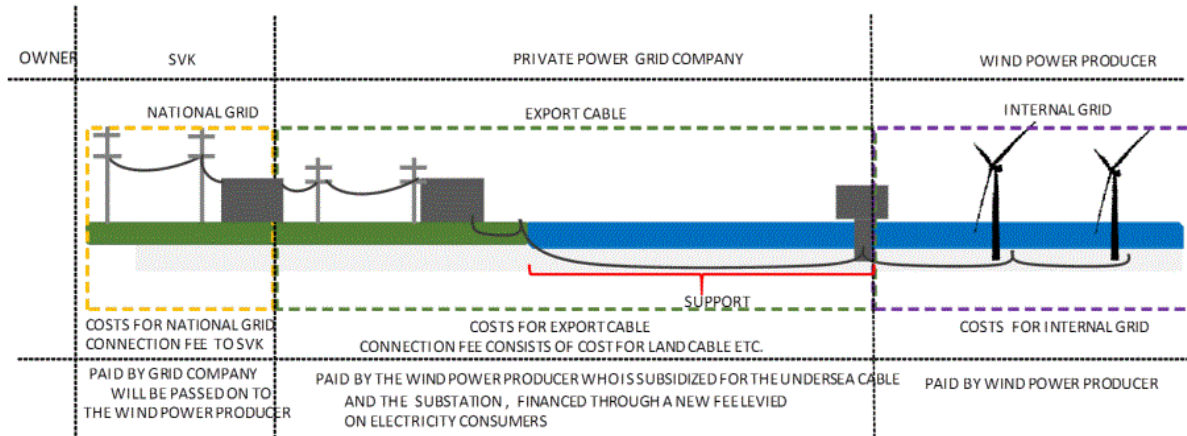 OWNER
SVK
PRIVATE POWER GRID COMPANY
WIND POWER PRODUCER
NATIONAL GRID
EXPORT CABLE
INTERNAL GRID
SUPPORT
COSTS FOR NATIONAL GRID
CONNECTION FEE TO SVK
COSTS FOR EXPORT CABLE
CONNECTION FEE CONSISTS OF COST FOR LAND CABLE ETC.
COSTS FOR INTERNAL GRID
PAID BY GRID COMPANY
WILL BE PASSED ON TO
THE WIND POWER PRODUCER
PAID BY THE WIND POWER PRODUCER WHO IS SUBSIDIZED FOR THE UNDERSEA CABLE
AND THE SUBSTATION , FINANCED THROUGH A NEW FEE LEVIED
ON ELECTRICITY CONSUMERS
PAID BY WIND POWER PRODUCER